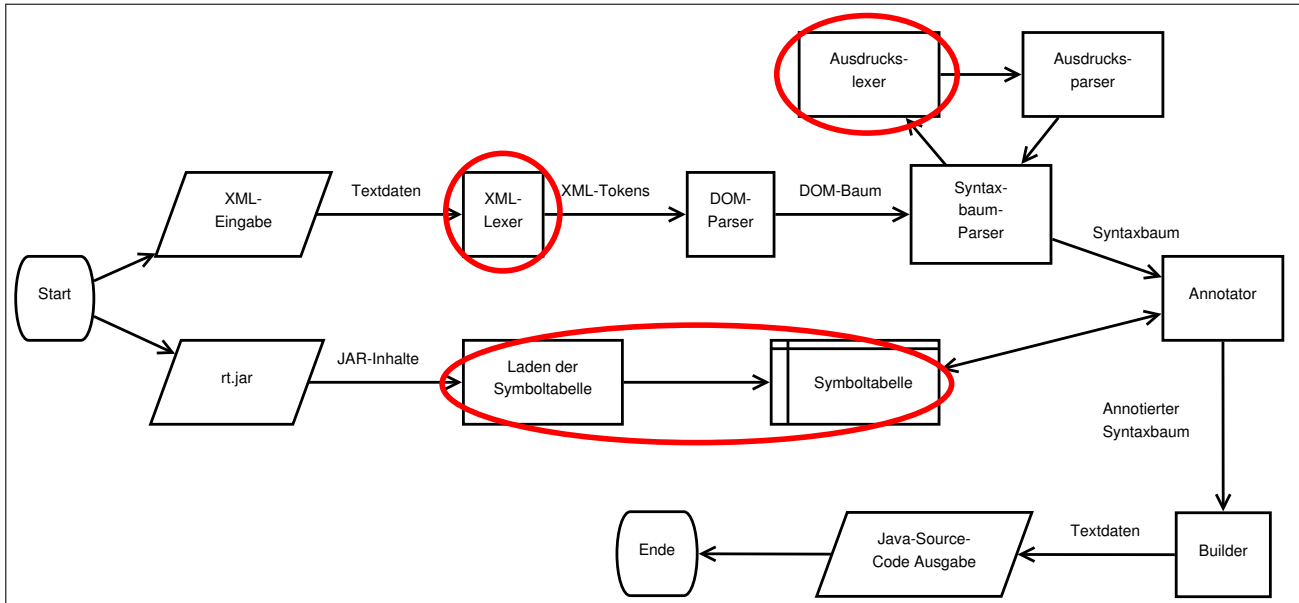 Ausdrucks-
lexer
Ausdrucks-
parser
XML-
Eingabe
Textdaten
XML-
Lexer
XML-Tokens
DOM-
Parser
DOM-Baum
Syntax-
baum-
Parser
Syntaxbaum
Start
Annotator
rt.jar
JAR-Inhalte
Laden der
Symboltabelle
Symboltabelle
Annotierter
Syntaxbaum
Ende
Java-Source-
Code Ausgabe
Textdaten
Builder